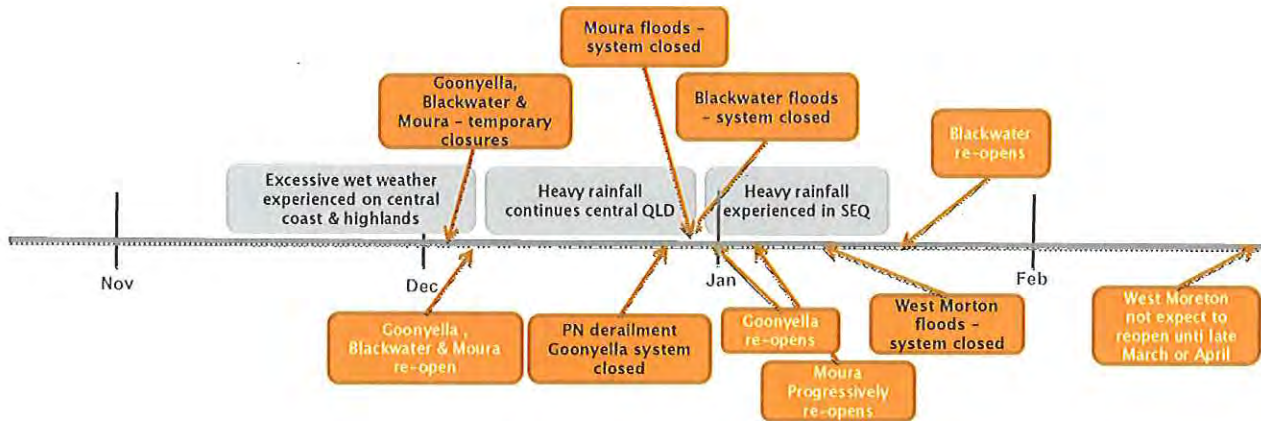 Moura floods –
system closed
Goonyella,
Blackwater &
Moura – temporary
closures
Blackwater floods
– system closed
Blackwater
re-opens
Excessive wet weather
experienced on central
coast & highlands
Heavy rainfall
continues central QLD
Heavy rainfall
experienced in SEQ
Nov
Dec
Jan
Feb
Goonyella ,
Blackwater & Moura
re-open
PN derailment
Goonyella system
closed
Goonyella
re-opens
Moura
Progressively
re-opens
West Morton
floods –
system closed
West Moreton
not expect to
reopen unti late
March or April